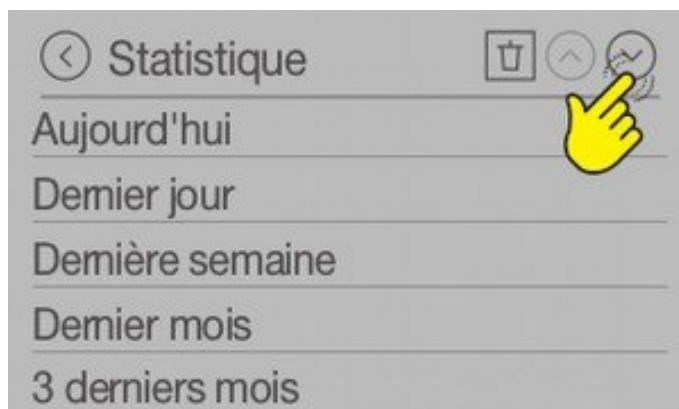 Statistique
Aujourd'hui
Dernier jour
Dernière semaine
Dernier mois
3 derniers mois